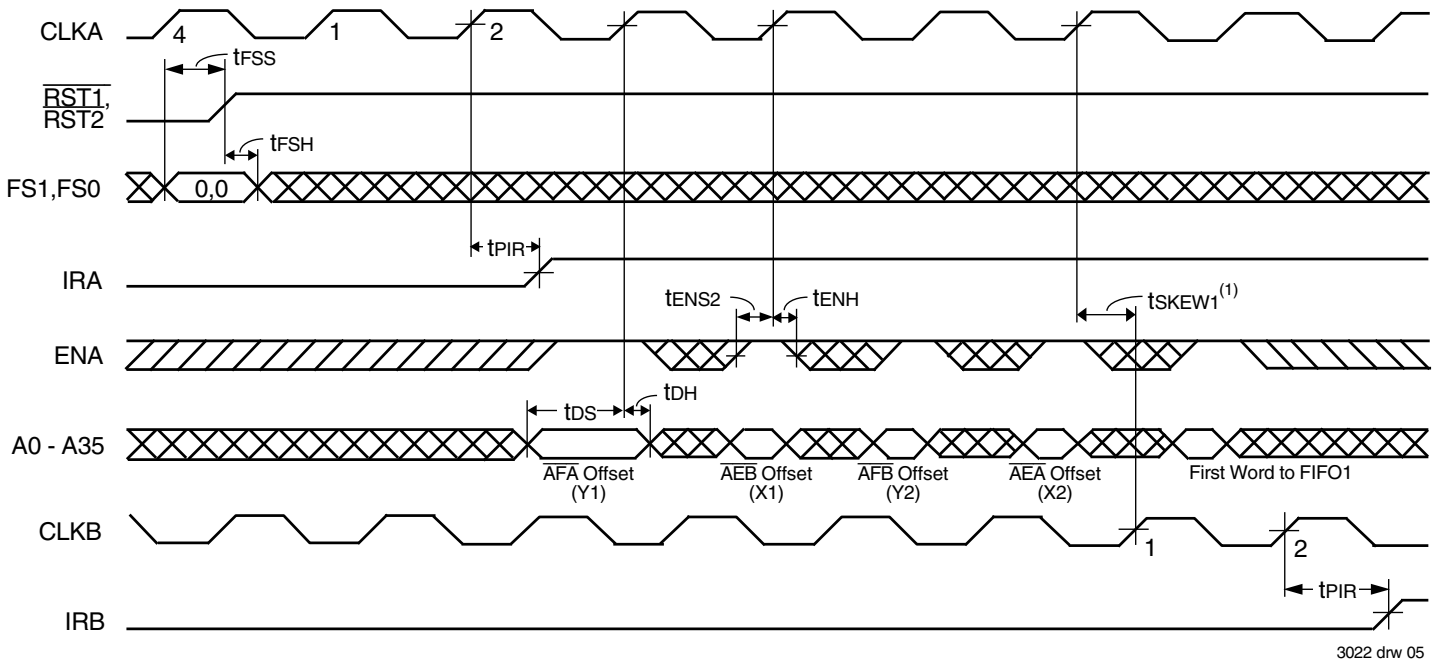 CLKA
4
1
2
tFSS
RST1,
RST2
tFSH
FS1,FS0
0,0
tPIR
IRA
tENS2
tENH
tSKEW1(1)
ENA
tDS
tDH
A0 - A35
AFA Offset
(Y1)
AEB Offset
(X1)
AFB Offset
(Y2)
AEA Offset
(X2)
First Word to FIFO1
CLKB
1
2
tPIR
IRB
3022 drw 05